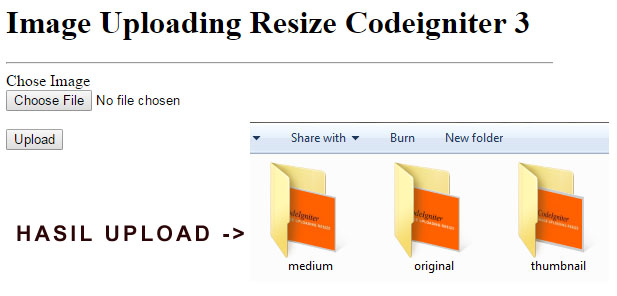 Image Uploading Resize Codeigniter 3
Chose Image
Choose File No file chosen
Upload
Share with Burn New folder
HASIL UPLOAD ->
CodeIgniter
medium original thumbnail